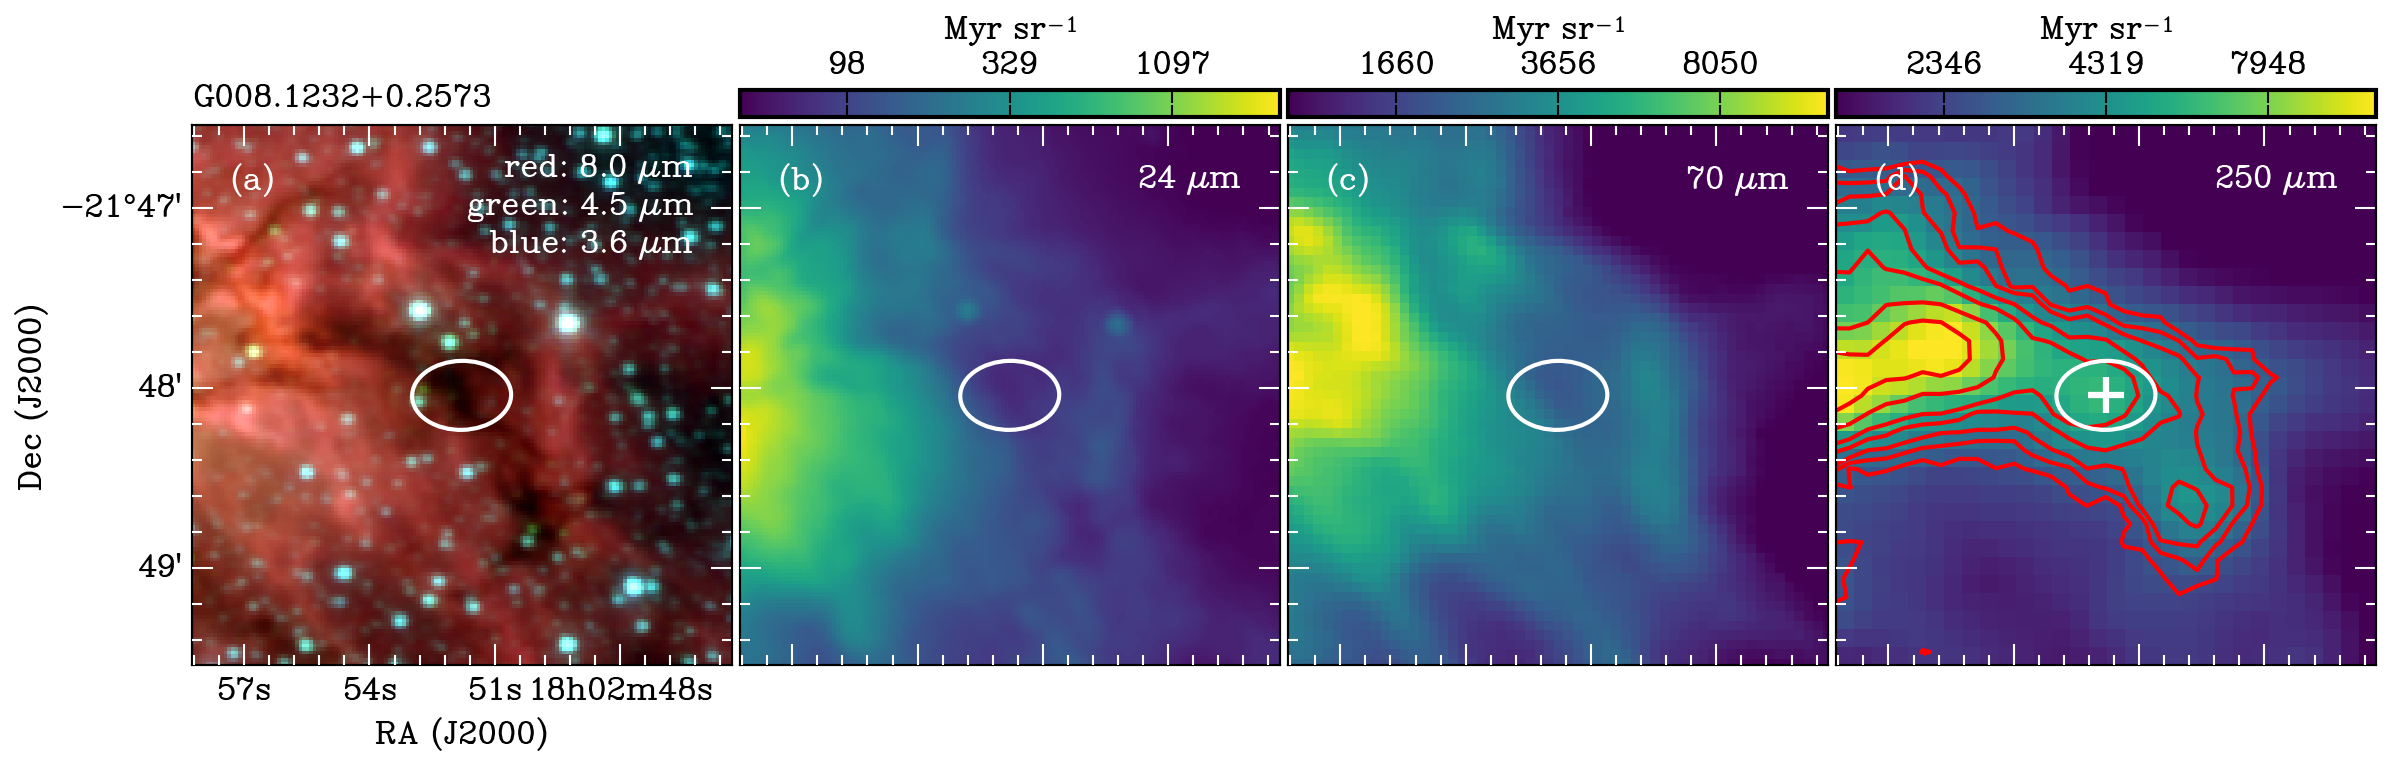 Myr sr⁻¹ Myr sr⁻¹ Myr sr⁻¹
98 329 1097 1660 3656 8050 2346 4319 7948
G008.1232+0.2573
(a) red: 8.0 μm
green: 4.5 μm
blue: 3.6 μm
(b) 24 μm
(c) 70 μm
(d) 250 μm
−21°47'
48'
49'
Dec (J2000)
57s 54s 51s 18h02m48s
RA (J2000)